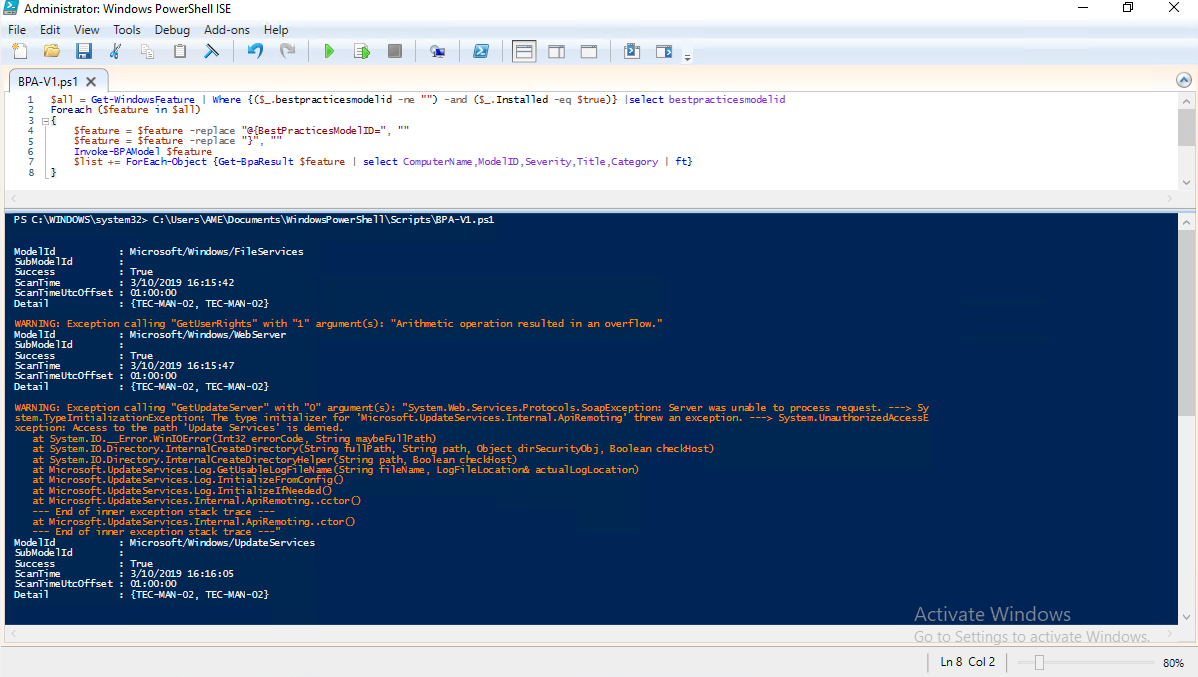 Administrator: Windows PowerShell ISE
File Edit View Tools Debug Add-ons Help
BPA-V1.ps1
1 $all = Get-WindowsFeature | Where {($_.bestpracticesmodelid -ne "") -and ($_.Installed -eq $true)} |select bestpracticesmodelid
2 Foreach ($feature in $all)
3 {
4 $feature = $feature -replace "@{BestPracticesModelID=", ""
5 $feature = $feature -replace "}", ""
6 Invoke-BPAModel $feature
7 $list += ForEach-Object {Get-BpaResult $feature | select ComputerName,ModelID,Severity,Title,Category | ft}
8 }
PS C:\WINDOWS\system32> C:\Users\AME\Documents\WindowsPowerShell\Scripts\BPA-V1.ps1
ModelId : Microsoft/Windows/FileServices
SubModelId :
Success : True
ScanTime : 3/10/2019 16:15:42
ScanTimeUtcOffset : 01:00:00
Detail : {TEC-MAN-02, TEC-MAN-02}
WARNING: Exception calling "GetUserRights" with "1" argument(s): "Arithmetic operation resulted in an overflow."
ModelId : Microsoft/Windows/WebServer
SubModelId :
Success : True
ScanTime : 3/10/2019 16:15:47
ScanTimeUtcOffset : 01:00:00
Detail : {TEC-MAN-02, TEC-MAN-02}
WARNING: Exception calling "GetUpdateServer" with "0" argument(s): "System.Web.Services.Protocols.SoapException: Server was unable to process request. ---> Sy
stem.TypeInitializationException: The type initializer for 'Microsoft.UpdateServices.Internal.ApiRemoting' threw an exception. ---> System.UnauthorizedAccessE
xception: Access to the path 'Update Services' is denied.
at System.IO.__Error.WinIOError(Int32 errorCode, String maybeFullPath)
at System.IO.Directory.InternalCreateDirectory(String fullPath, String path, Object dirSecurityObj, Boolean checkHost)
at System.IO.Directory.InternalCreateDirectoryHelper(String path, Boolean checkHost)
at Microsoft.UpdateServices.Log.GetUsableLogFileName(String fileName, LogFileLocation& actualLogLocation)
at Microsoft.UpdateServices.Log.InitializeFromConfig()
at Microsoft.UpdateServices.Log.InitializeIfNeeded()
at Microsoft.UpdateServices.Internal.ApiRemoting..cctor()
--- End of inner exception stack trace ---
at Microsoft.UpdateServices.Internal.ApiRemoting..ctor()
--- End of inner exception stack trace ---"
ModelId : Microsoft/Windows/UpdateServices
SubModelId :
Success : True
ScanTime : 3/10/2019 16:16:05
ScanTimeUtcOffset : 01:00:00
Detail : {TEC-MAN-02, TEC-MAN-02}
Activate Windows
Go to Settings to activate Windows.
Ln 8 Col 2 80%